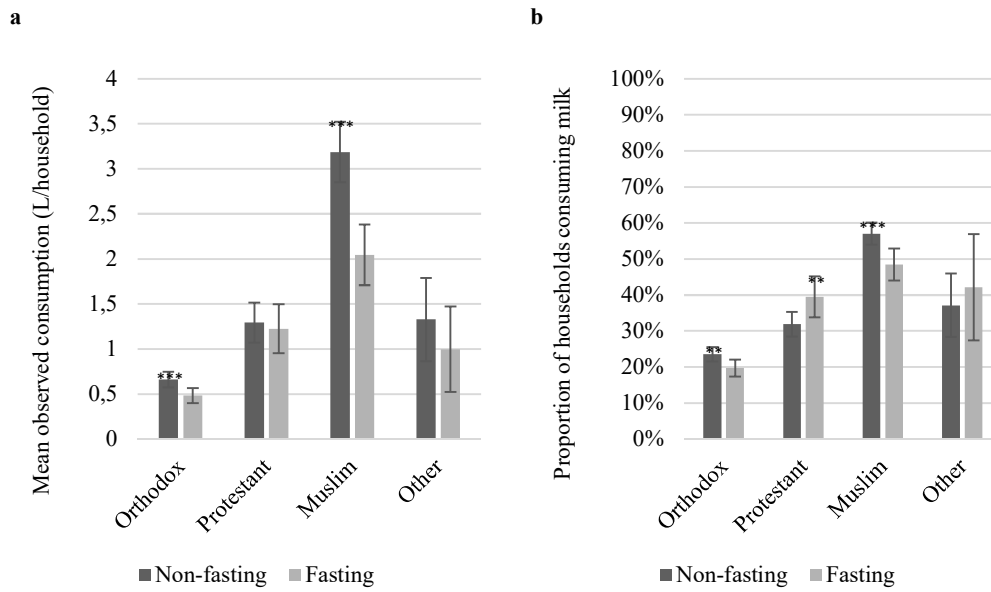 a
Mean observed consumption (L/household)
4
3,5
3
2,5
2
1,5
1
0,5
0
***
***
Orthodox
Protestant
Muslim
Other
Non-fasting
Fasting
b
Proportion of households consuming milk
100%
90%
80%
70%
60%
50%
40%
30%
20%
10%
0%
**
**
***
Orthodox
Protestant
Muslim
Other
Non-fasting
Fasting